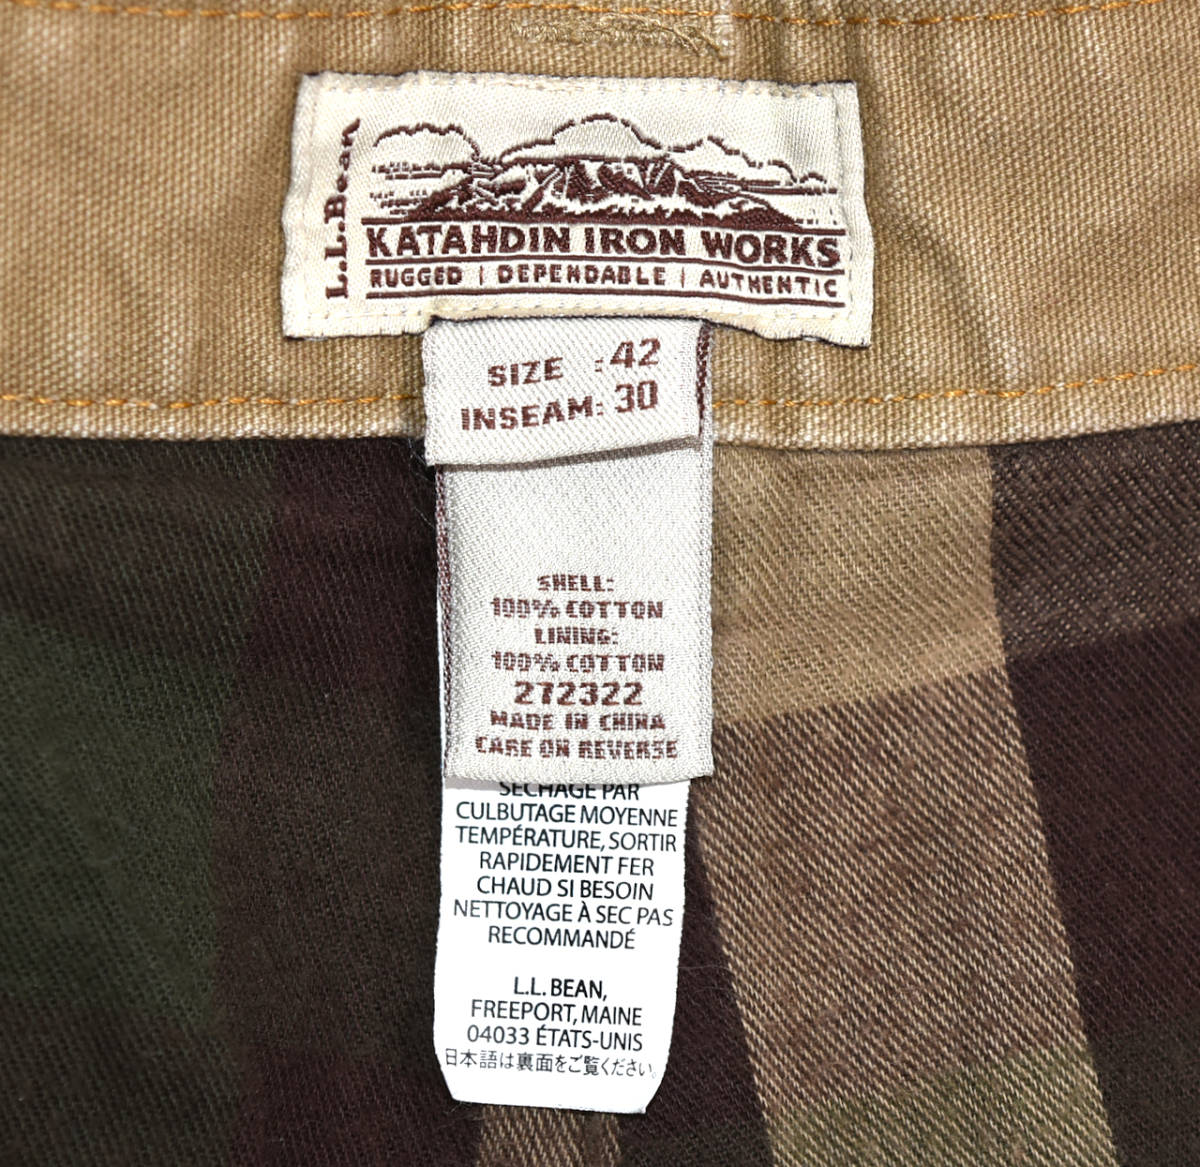 L.L.Bean
KATAHDIN IRON WORKS
RUGGED | DEPENDABLE | AUTHENTIC
SIZE : 42
INSEAM: 30
SHELL:
100% COTTON
LINING:
100% COTTON
272322
MADE IN CHINA
CARE ON REVERSE
SÉCHAGE PAR
CULBUTAGE MOYENNE
TEMPÉRATURE, SORTIR
RAPIDEMENT FER
CHAUD SI BESOIN
NETTOYAGE À SEC PAS
RECOMMANDÉ
L.L. BEAN,
FREEPORT, MAINE
04033 ÉTATS-UNIS
日本語は裏面をご覧ください。